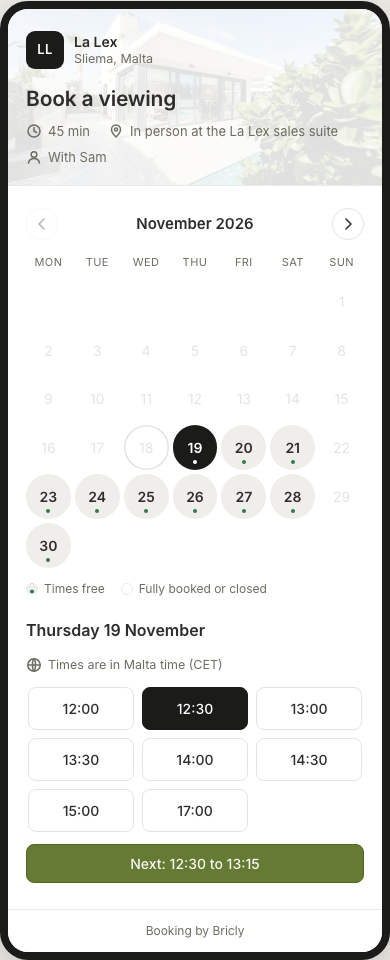 LL
La Lex
Sliema, Malta
Book a viewing
45 min
In person at the La Lex sales suite
With Sam
November 2026
MON TUE WED THU FRI SAT SUN
1
2 3 4 5 6 7 8
9 10 11 12 13 14 15
16 17 18 19 20 21 22
23 24 25 26 27 28 29
30
Times free
Fully booked or closed
Thursday 19 November
Times are in Malta time (CET)
12:00 12:30 13:00
13:30 14:00 14:30
15:00 17:00
Next: 12:30 to 13:15
Booking by Bricly